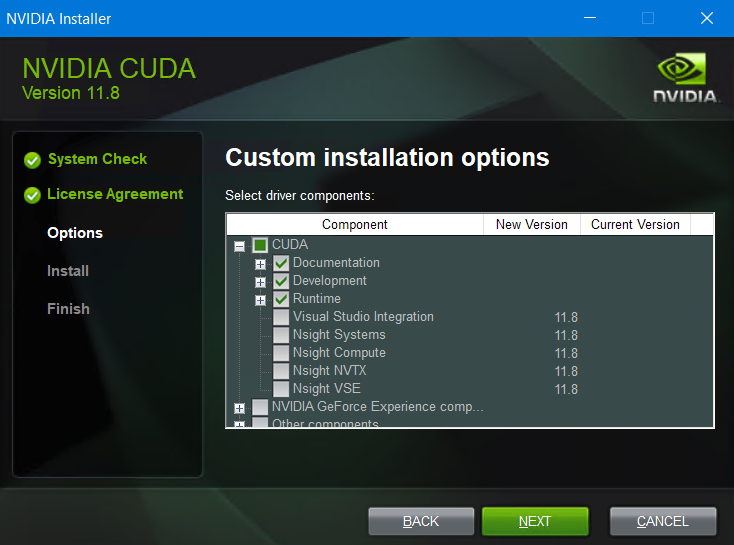 NVIDIA Installer
NVIDIA CUDA
Version 11.8
NVIDIA.
System Check
License Agreement
Options
Install
Finish
Custom installation options
Select driver components:
Component New Version Current Version
CUDA
Documentation
Development
Runtime
Visual Studio Integration 11.8
Nsight Systems 11.8
Nsight Compute 11.8
Nsight NVTX 11.8
Nsight VSE 11.8
NVIDIA GeForce Experience comp...
Other components
BACK NEXT CANCEL